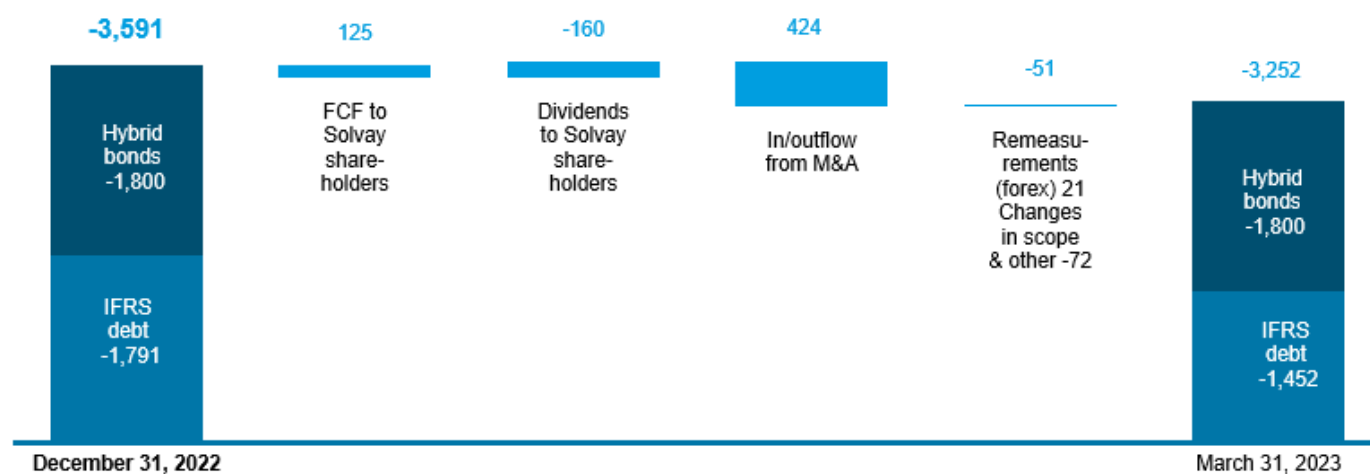 -3,591
Hybrid
bonds
-1,800
IFRS
debt
-1,791
December 31, 2022
125
FCF to
Solvay
share-
holders
-160
Dividends
to Solvay
share-
holders
424
In/outflow
from M&A
-51
Remeasu-
rements
(forex) 21
Changes
in scope
& other -72
-3,252
Hybrid
bonds
-1,800
IFRS
debt
-1,452
March 31, 2023